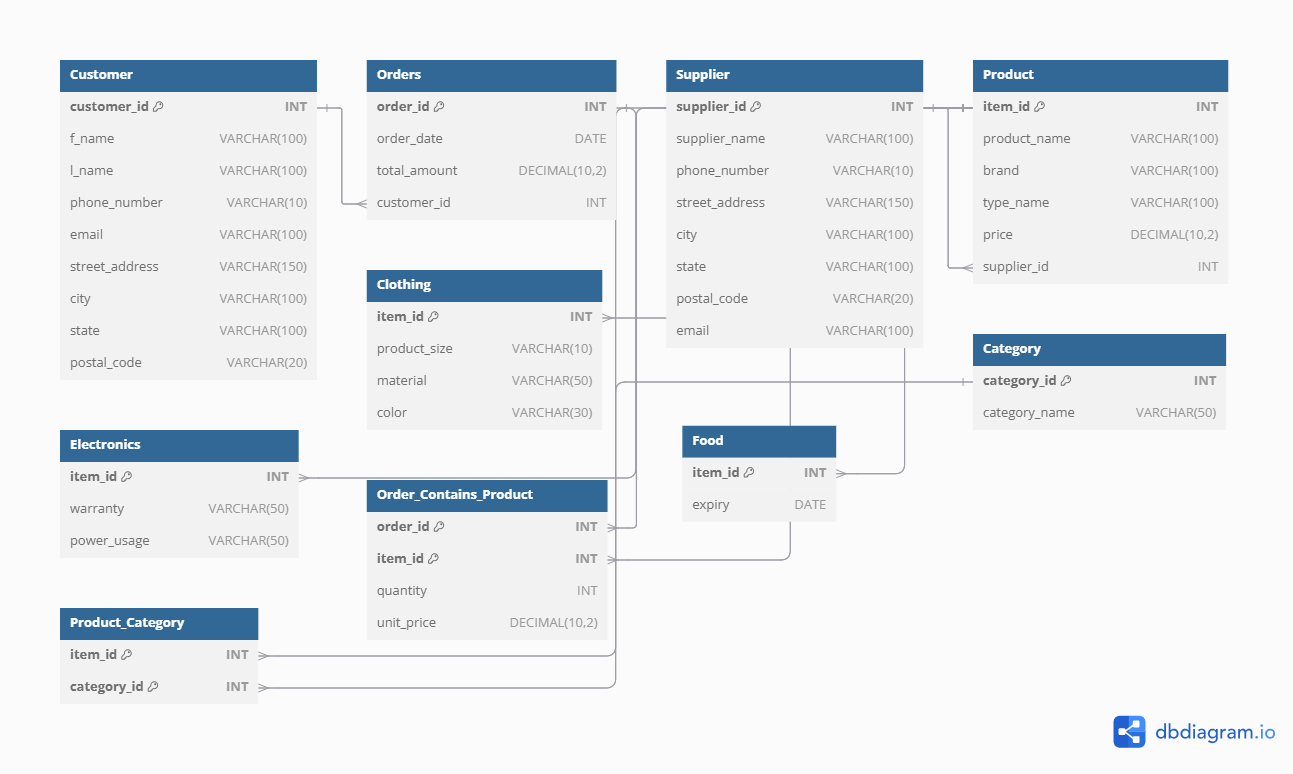 Customer
customer_id INT
f_name VARCHAR(100)
l_name VARCHAR(100)
phone_number VARCHAR(10)
email VARCHAR(100)
street_address VARCHAR(150)
city VARCHAR(100)
state VARCHAR(100)
postal_code VARCHAR(20)
Orders
order_id INT
order_date DATE
total_amount DECIMAL(10,2)
customer_id INT
Supplier
supplier_id INT
supplier_name VARCHAR(100)
phone_number VARCHAR(10)
street_address VARCHAR(150)
city VARCHAR(100)
state VARCHAR(100)
postal_code VARCHAR(20)
email VARCHAR(100)
Product
item_id INT
product_name VARCHAR(100)
brand VARCHAR(100)
type_name VARCHAR(100)
price DECIMAL(10,2)
supplier_id INT
Clothing
item_id INT
product_size VARCHAR(10)
material VARCHAR(50)
color VARCHAR(30)
Category
category_id INT
category_name VARCHAR(50)
Electronics
item_id INT
warranty VARCHAR(50)
power_usage VARCHAR(50)
Order_Contains_Product
order_id INT
item_id INT
quantity INT
unit_price DECIMAL(10,2)
Food
item_id INT
expiry DATE
Product_Category
item_id INT
category_id INT
dbdiagram.io